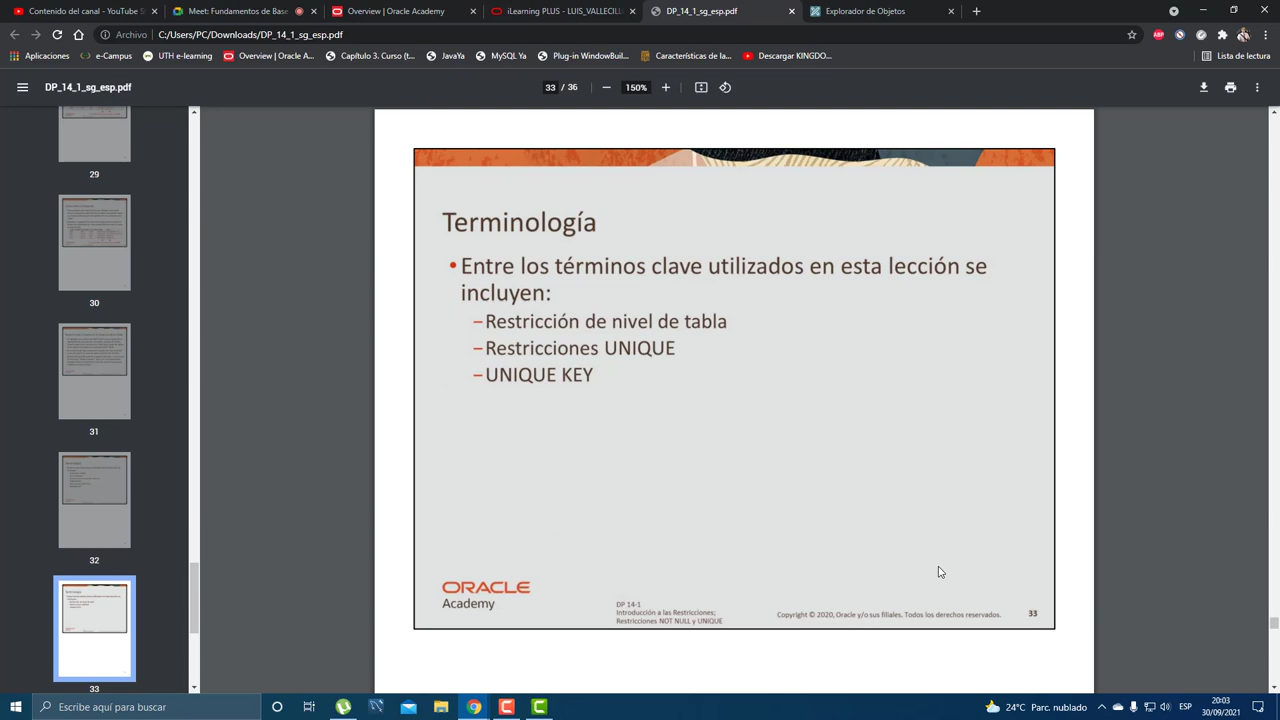 Contenido del canal - YouTube S
Meet: Fundamentos de Base
Overview | Oracle Academy
iLearning PLUS - LUIS_VALLECILL
DP_14_1_sg_esp.pdf
Explorador de Objetos
Archivo | C:/Users/PC/Downloads/DP_14_1_sg_esp.pdf
Aplicaciones
e-Campus
UTH e-learning
Overview | Oracle A...
Capítulo 3. Curso (t...
JavaYa
MySQL Ya
Plug-in WindowBuil...
Características de la...
Descargar KINGDO...
Lista de lectura
DP_14_1_sg_esp.pdf
33 / 36
150%
29
30
31
32
33
Terminología
•Entre los términos clave utilizados en esta lección se
incluyen:
–Restricción de nivel de tabla
–Restricciones UNIQUE
–UNIQUE KEY
ORACLE
Academy
DP 14-1
Introducción a las Restricciones;
Restricciones NOT NULL y UNIQUE
Copyright © 2020, Oracle y/o sus filiales. Todos los derechos reservados.
33
Escribe aquí para buscar
24°C Parc. nublado
ESP
20:03
30/09/2021